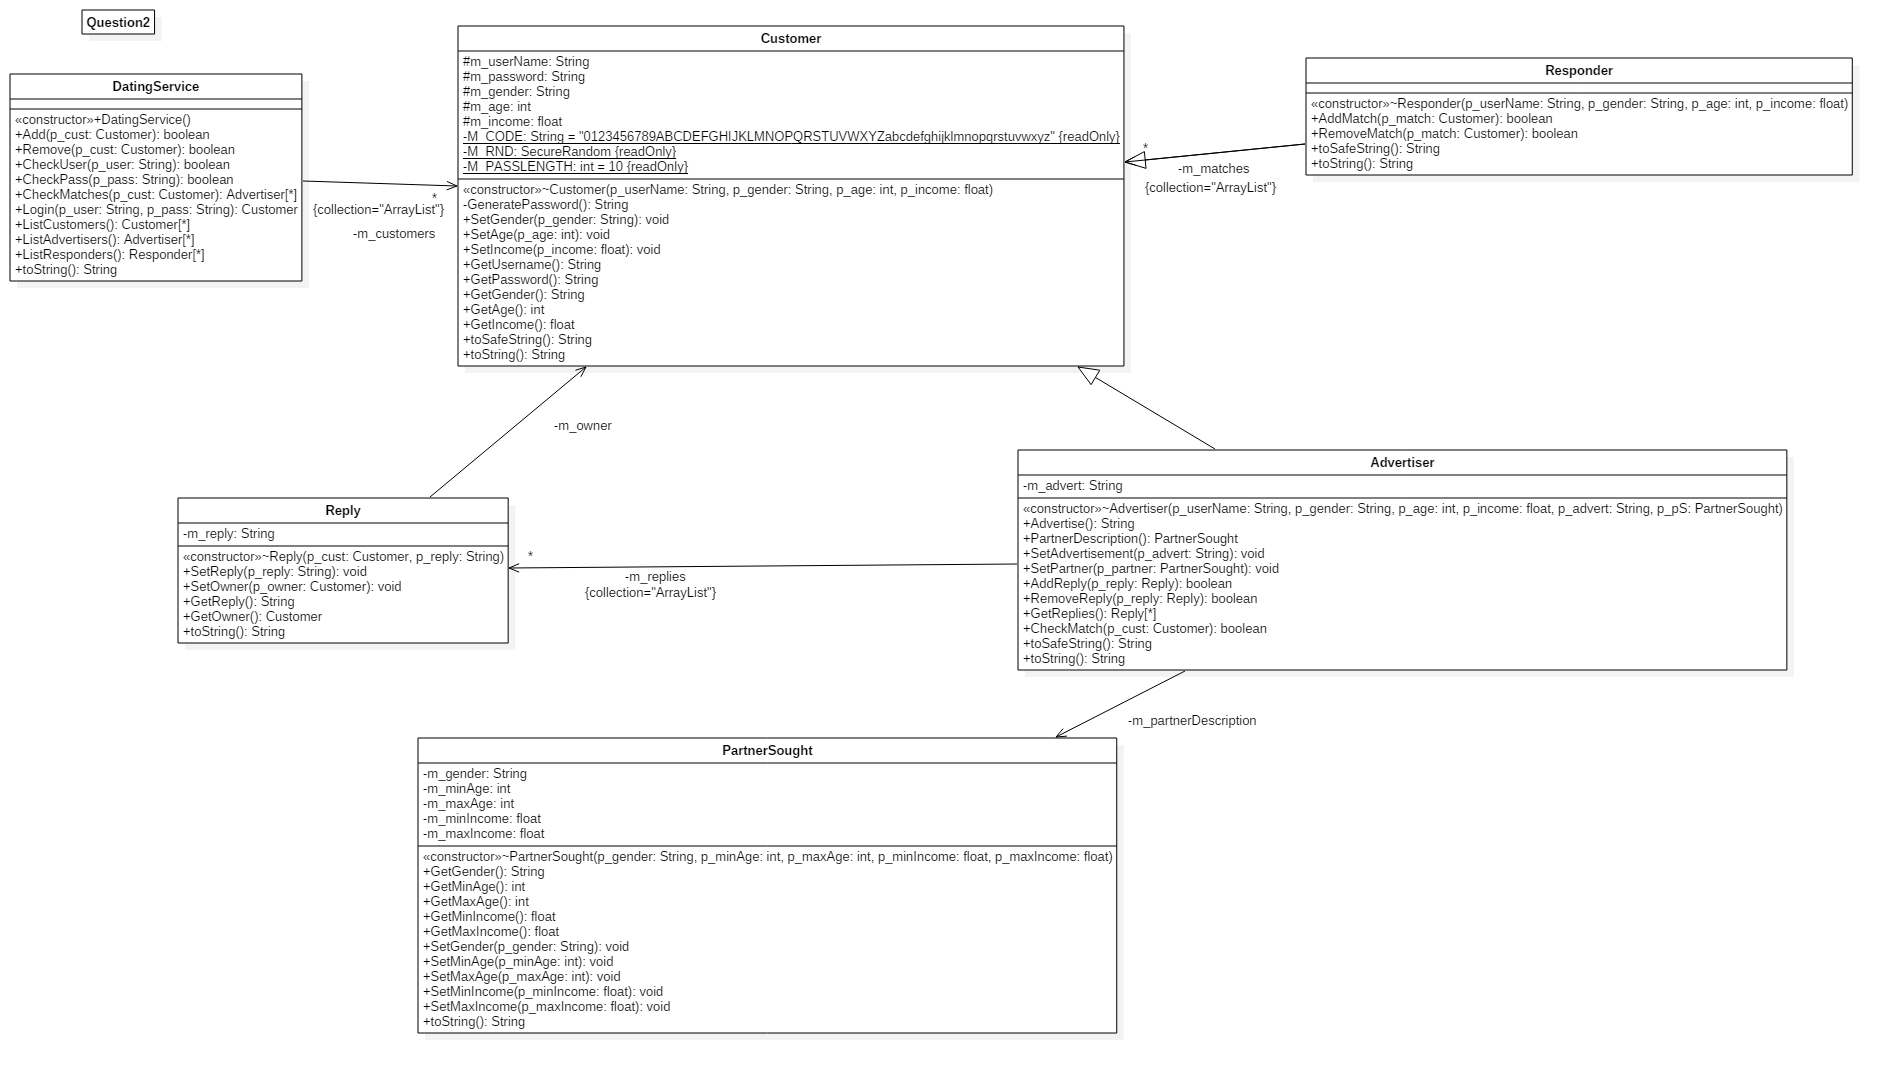 Question2
DatingService
«constructor»+DatingService()
+Add(p_cust: Customer): boolean
+Remove(p_cust: Customer): boolean
+CheckUser(p_user: String): boolean
+CheckPass(p_pass: String): boolean
+CheckMatches(p_cust: Customer): Advertiser[*]
+Login(p_user: String, p_pass: String): Customer
+ListCustomers(): Customer[*]
+ListAdvertisers(): Advertiser[*]
+ListResponders(): Responder[*]
+toString(): String
*
{collection="ArrayList"}
-m_customers
Customer
#m_userName: String
#m_password: String
#m_gender: String
#m_age: int
#m_income: float
-M_CODE: String = "0123456789ABCDEFGHIJKLMNOPQRSTUVWXYZabcdefghijklmnopqrstuvwxyz" {readOnly}
-M_RND: SecureRandom {readOnly}
-M_PASSLENGTH: int = 10 {readOnly}
«constructor»~Customer(p_userName: String, p_gender: String, p_age: int, p_income: float)
-GeneratePassword(): String
+SetGender(p_gender: String): void
+SetAge(p_age: int): void
+SetIncome(p_income: float): void
+GetUsername(): String
+GetPassword(): String
+GetGender(): String
+GetAge(): int
+GetIncome(): float
+toSafeString(): String
+toString(): String
*
-m_matches
{collection="ArrayList"}
Responder
«constructor»~Responder(p_userName: String, p_gender: String, p_age: int, p_income: float)
+AddMatch(p_match: Customer): boolean
+RemoveMatch(p_match: Customer): boolean
+toSafeString(): String
+toString(): String
-m_owner
Reply
-m_reply: String
«constructor»~Reply(p_cust: Customer, p_reply: String)
+SetReply(p_reply: String): void
+SetOwner(p_owner: Customer): void
+GetReply(): String
+GetOwner(): Customer
+toString(): String
*
-m_replies
{collection="ArrayList"}
Advertiser
-m_advert: String
«constructor»~Advertiser(p_userName: String, p_gender: String, p_age: int, p_income: float, p_advert: String, p_pS: PartnerSought)
+Advertise(): String
+PartnerDescription(): PartnerSought
+SetAdvertisement(p_advert: String): void
+SetPartner(p_partner: PartnerSought): void
+AddReply(p_reply: Reply): boolean
+RemoveReply(p_reply: Reply): boolean
+GetReplies(): Reply[*]
+CheckMatch(p_cust: Customer): boolean
+toSafeString(): String
+toString(): String
-m_partnerDescription
PartnerSought
-m_gender: String
-m_minAge: int
-m_maxAge: int
-m_minIncome: float
-m_maxIncome: float
«constructor»~PartnerSought(p_gender: String, p_minAge: int, p_maxAge: int, p_minIncome: float, p_maxIncome: float)
+GetGender(): String
+GetMinAge(): int
+GetMaxAge(): int
+GetMinIncome(): float
+GetMaxIncome(): float
+SetGender(p_gender: String): void
+SetMinAge(p_minAge: int): void
+SetMaxAge(p_maxAge: int): void
+SetMinIncome(p_minIncome: float): void
+SetMaxIncome(p_maxIncome: float): void
+toString(): String